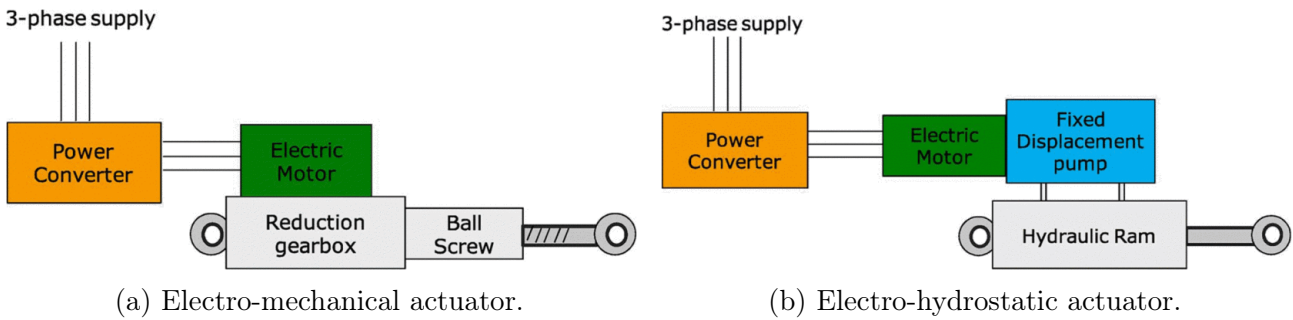 3-phase supply
Power
Converter
Electric
Motor
Reduction
gearbox
Ball
Screw
(a) Electro-mechanical actuator.
3-phase supply
Power
Converter
Electric
Motor
Fixed
Displacement
pump
Hydraulic Ram
(b) Electro-hydrostatic actuator.